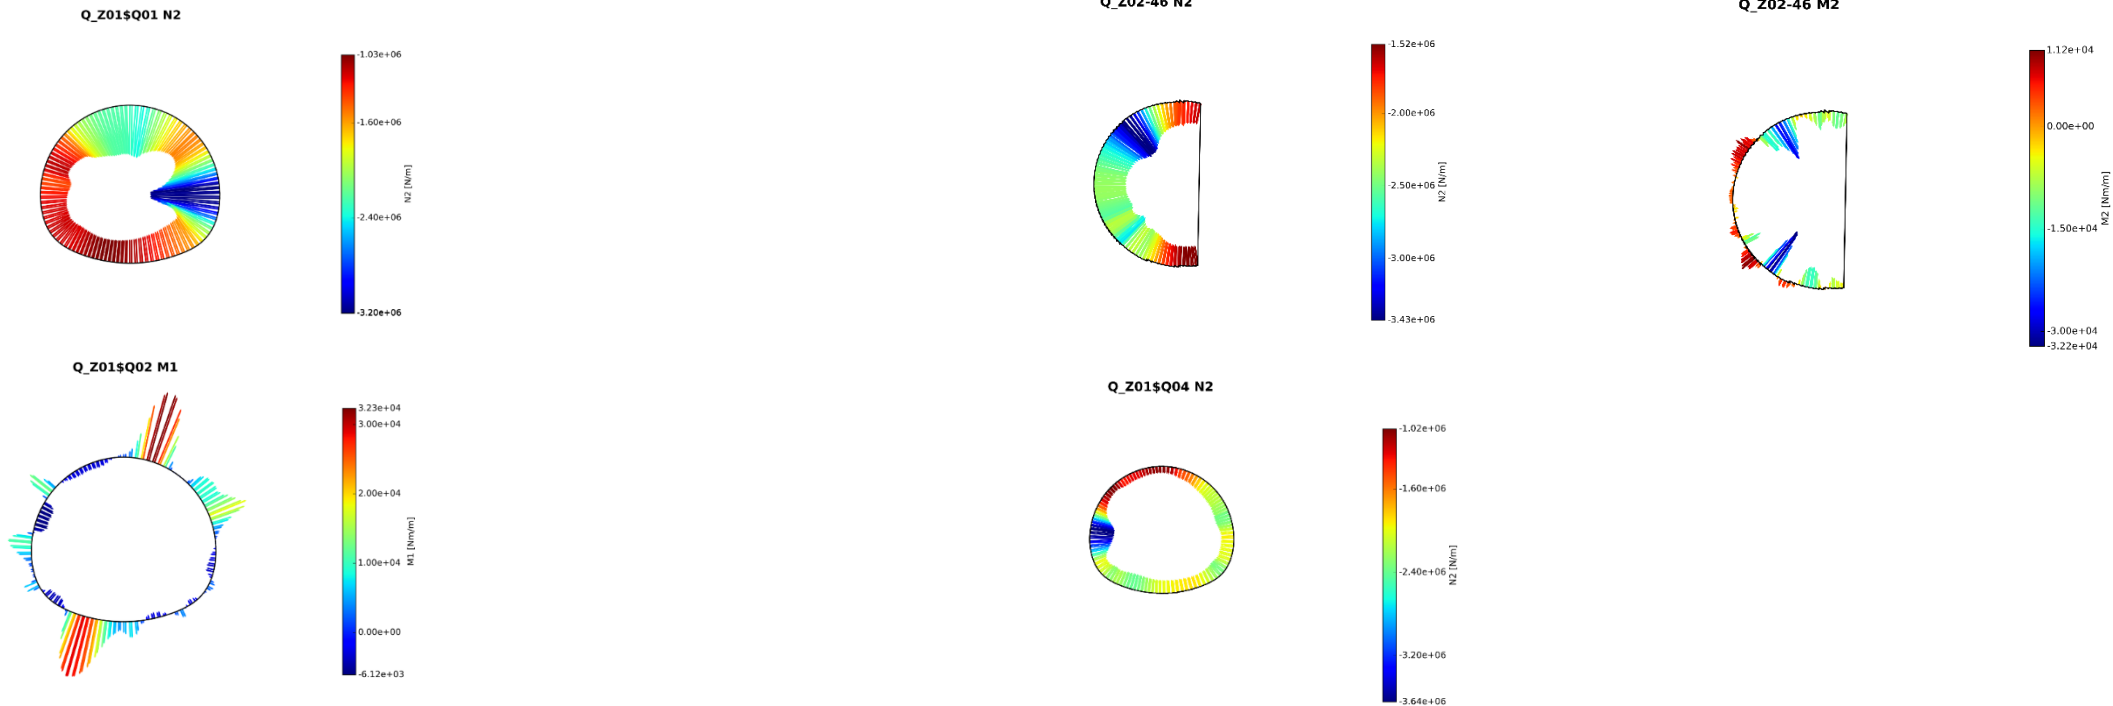 Q_Z01$Q01 N2
-1.03e+06
-1.60e+06
-2.40e+06
-3.20e+06
N2 [N/m]
Q_Z02-46 N2
-1.52e+06
-2.00e+06
-2.50e+06
-3.00e+06
-3.43e+06
N2 [N/m]
Q_Z02-46 M2
1.12e+04
0.00e+00
-1.50e+04
-3.00e+04
-3.22e+04
M2 [Nm/m]
Q_Z01$Q02 M1
3.23e+04
3.00e+04
2.00e+04
1.00e+04
0.00e+00
-6.12e+03
M1 [Nm/m]
Q_Z01$Q04 N2
-1.02e+06
-1.60e+06
-2.40e+06
-3.20e+06
-3.64e+06
N2 [N/m]